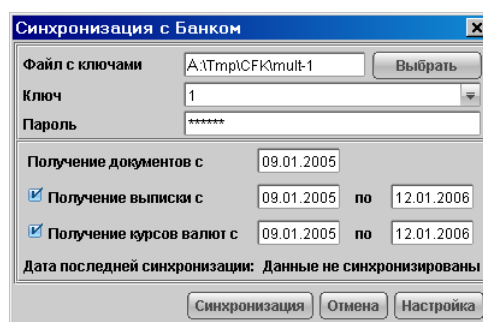 Синхронизация с Банком
Файл с ключами A:\Tmp\CFK\mult-1 Выбрать
Ключ 1
Пароль ******
Получение документов с 09.01.2005
Получение выписки с 09.01.2005 по 12.01.2006
Получение курсов валют с 09.01.2005 по 12.01.2006
Дата последней синхронизации: Данные не синхронизированы
Синхронизация Отмена Настройка